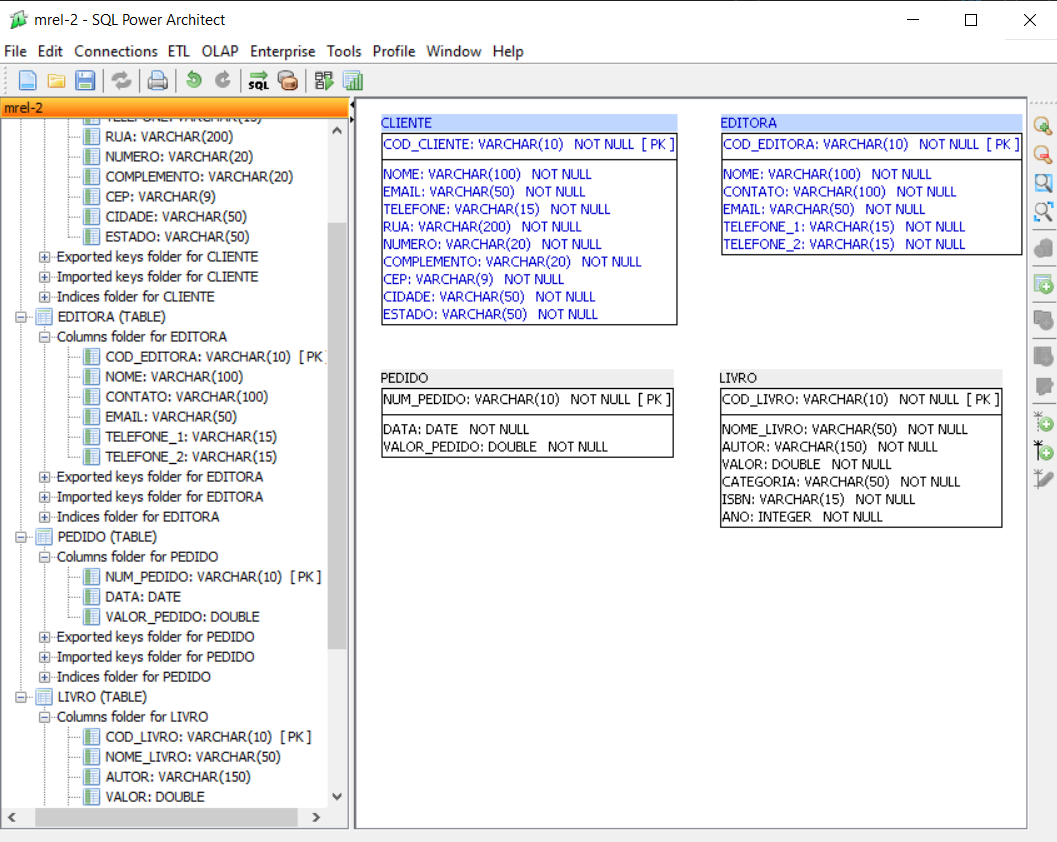 mrel-2 - SQL Power Architect
File Edit Connections ETL OLAP Enterprise Tools Profile Window Help
SQL
mrel-2
TELEFONE: VARCHAR(15)
RUA: VARCHAR(200)
NUMERO: VARCHAR(20)
COMPLEMENTO: VARCHAR(20)
CEP: VARCHAR(9)
CIDADE: VARCHAR(50)
ESTADO: VARCHAR(50)
Exported keys folder for CLIENTE
Imported keys folder for CLIENTE
Indices folder for CLIENTE
EDITORA (TABLE)
Columns folder for EDITORA
COD_EDITORA: VARCHAR(10) [ PK ]
NOME: VARCHAR(100)
CONTATO: VARCHAR(100)
EMAIL: VARCHAR(50)
TELEFONE_1: VARCHAR(15)
TELEFONE_2: VARCHAR(15)
Exported keys folder for EDITORA
Imported keys folder for EDITORA
Indices folder for EDITORA
PEDIDO (TABLE)
Columns folder for PEDIDO
NUM_PEDIDO: VARCHAR(10) [ PK ]
DATA: DATE
VALOR_PEDIDO: DOUBLE
Exported keys folder for PEDIDO
Imported keys folder for PEDIDO
Indices folder for PEDIDO
LIVRO (TABLE)
Columns folder for LIVRO
COD_LIVRO: VARCHAR(10) [ PK ]
NOME_LIVRO: VARCHAR(50)
AUTOR: VARCHAR(150)
VALOR: DOUBLE
CLIENTE
COD_CLIENTE: VARCHAR(10) NOT NULL [ PK ]
NOME: VARCHAR(100) NOT NULL
EMAIL: VARCHAR(50) NOT NULL
TELEFONE: VARCHAR(15) NOT NULL
RUA: VARCHAR(200) NOT NULL
NUMERO: VARCHAR(20) NOT NULL
COMPLEMENTO: VARCHAR(20) NOT NULL
CEP: VARCHAR(9) NOT NULL
CIDADE: VARCHAR(50) NOT NULL
ESTADO: VARCHAR(50) NOT NULL
EDITORA
COD_EDITORA: VARCHAR(10) NOT NULL [ PK ]
NOME: VARCHAR(100) NOT NULL
CONTATO: VARCHAR(100) NOT NULL
EMAIL: VARCHAR(50) NOT NULL
TELEFONE_1: VARCHAR(15) NOT NULL
TELEFONE_2: VARCHAR(15) NOT NULL
PEDIDO
NUM_PEDIDO: VARCHAR(10) NOT NULL [ PK ]
DATA: DATE NOT NULL
VALOR_PEDIDO: DOUBLE NOT NULL
LIVRO
COD_LIVRO: VARCHAR(10) NOT NULL [ PK ]
NOME_LIVRO: VARCHAR(50) NOT NULL
AUTOR: VARCHAR(150) NOT NULL
VALOR: DOUBLE NOT NULL
CATEGORIA: VARCHAR(50) NOT NULL
ISBN: VARCHAR(15) NOT NULL
ANO: INTEGER NOT NULL